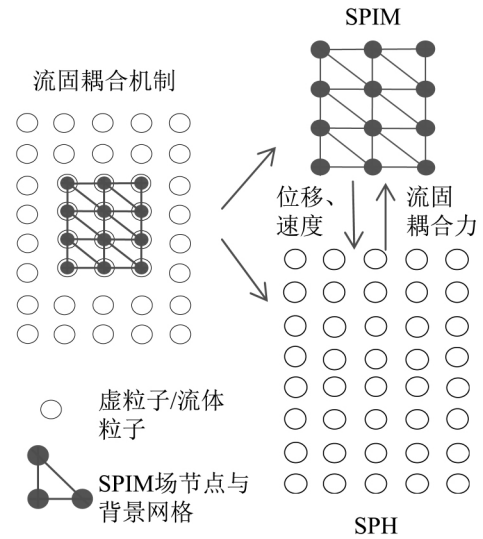 SPIM
流固耦合机制
位移、
速度
流固
耦合力
虚粒子/流体
粒子
SPIM场节点与
背景网格
SPH